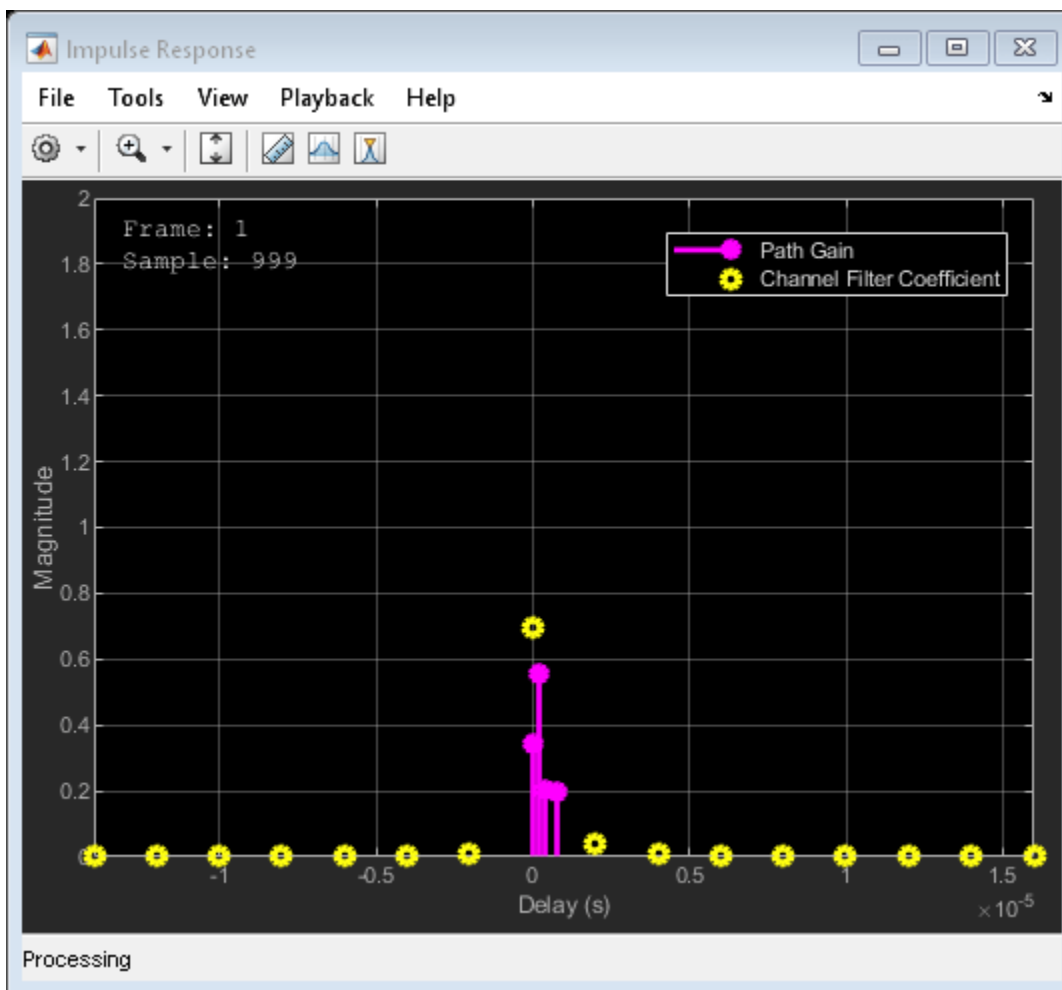 Impulse Response
File Tools View Playback Help
Frame: 1
Sample: 999
Path Gain
Channel Filter Coefficient
Magnitude
2
1.8
1.6
1.4
1.2
1
0.8
0.6
0.4
0.2
0
-1 -0.5 0 0.5 1 1.5
Delay (s)
×10⁻⁵
Processing